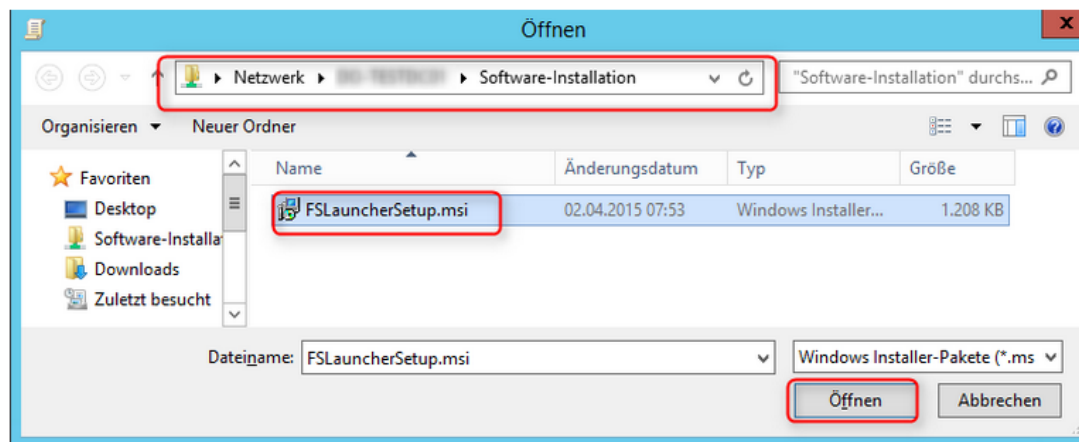 Öffnen
x
Netzwerk Software-Installation "Software-Installation" durchs...
Organisieren Neuer Ordner
Favoriten
Desktop
Software-Installa
Downloads
Zuletzt besucht
Name Änderungsdatum Typ Größe
FSLauncherSetup.msi 02.04.2015 07:53 Windows Installer... 1.208 KB
Dateiname: FSLauncherSetup.msi Windows Installer-Pakete (*.ms
Öffnen Abbrechen